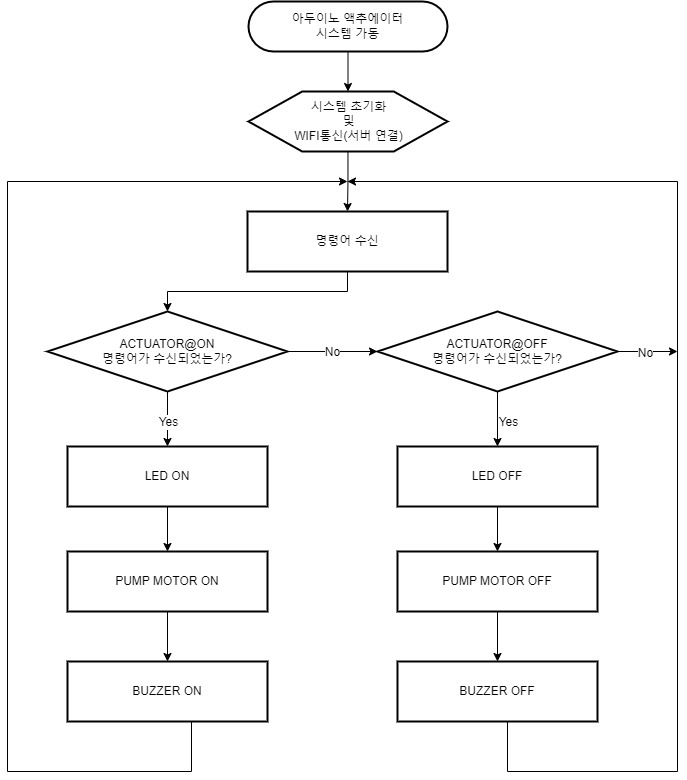 아두이노 액추에이터
시스템 가동
시스템 초기화
및
WIFI통신(서버 연결)
명령어 수신
ACTUATOR@ON
명령어가 수신되었는가?
No
ACTUATOR@OFF
명령어가 수신되었는가?
No
Yes
Yes
LED ON
LED OFF
PUMP MOTOR ON
PUMP MOTOR OFF
BUZZER ON
BUZZER OFF